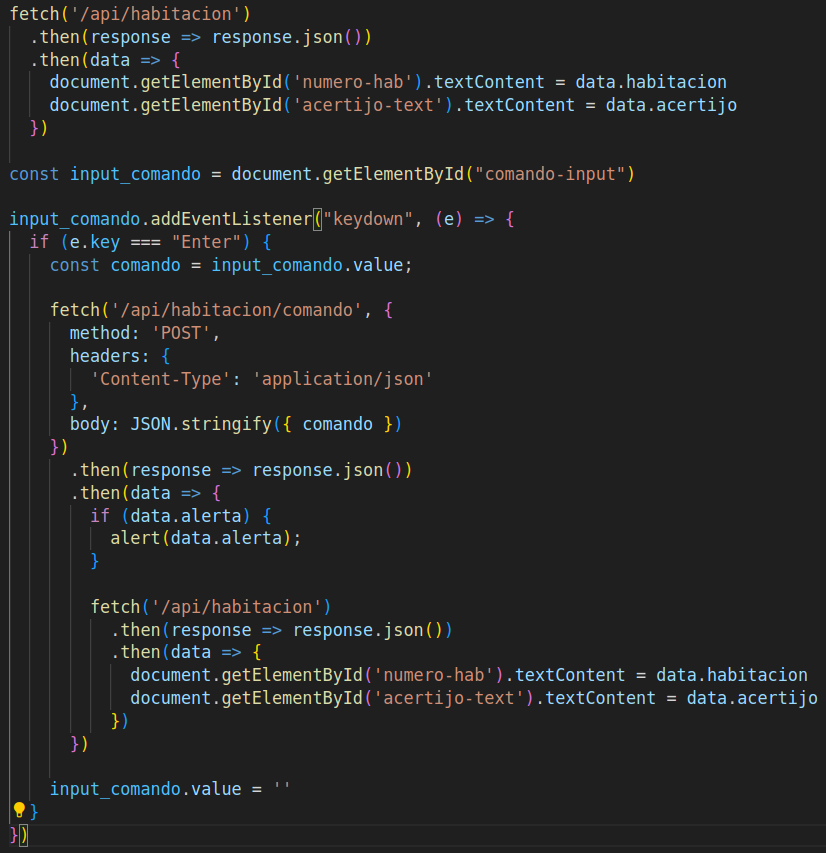 fetch('/api/habitacion')
  .then(response => response.json())
  .then(data => {
    document.getElementById('numero-hab').textContent = data.habitacion
    document.getElementById('acertijo-text').textContent = data.acertijo
  })

const input_comando = document.getElementById("comando-input")

input_comando.addEventListener("keydown", (e) => {
  if (e.key === "Enter") {
    const comando = input_comando.value;

    fetch('/api/habitacion/comando', {
      method: 'POST',
      headers: {
        'Content-Type': 'application/json'
      },
      body: JSON.stringify({ comando })
    })
      .then(response => response.json())
      .then(data => {
        if (data.alerta) {
          alert(data.alerta);
        }

        fetch('/api/habitacion')
          .then(response => response.json())
          .then(data => {
            document.getElementById('numero-hab').textContent = data.habitacion
            document.getElementById('acertijo-text').textContent = data.acertijo
          })
      })

    input_comando.value = ''
  }
})